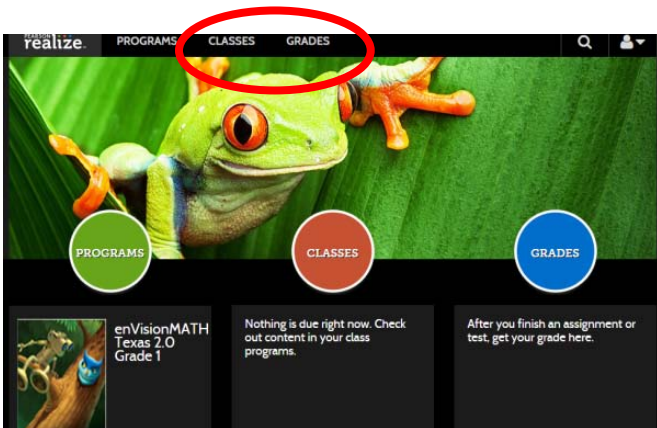 PEARSON
realize. PROGRAMS CLASSES GRADES
PROGRAMS CLASSES GRADES
enVisionMATH
Texas 2.0
Grade 1
Nothing is due right now. Check
out content in your class
programs.
After you finish an assignment or
test, get your grade here.